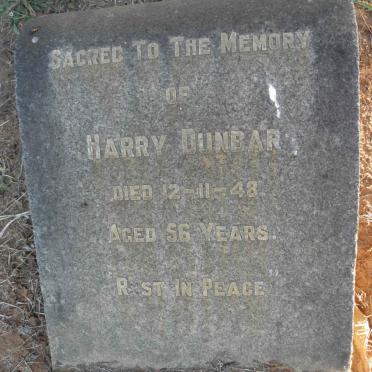 Sacred To The Memory
OF
Harry Dunbar
Died 12-11-48
Aged 56 Years.
R st In Peace